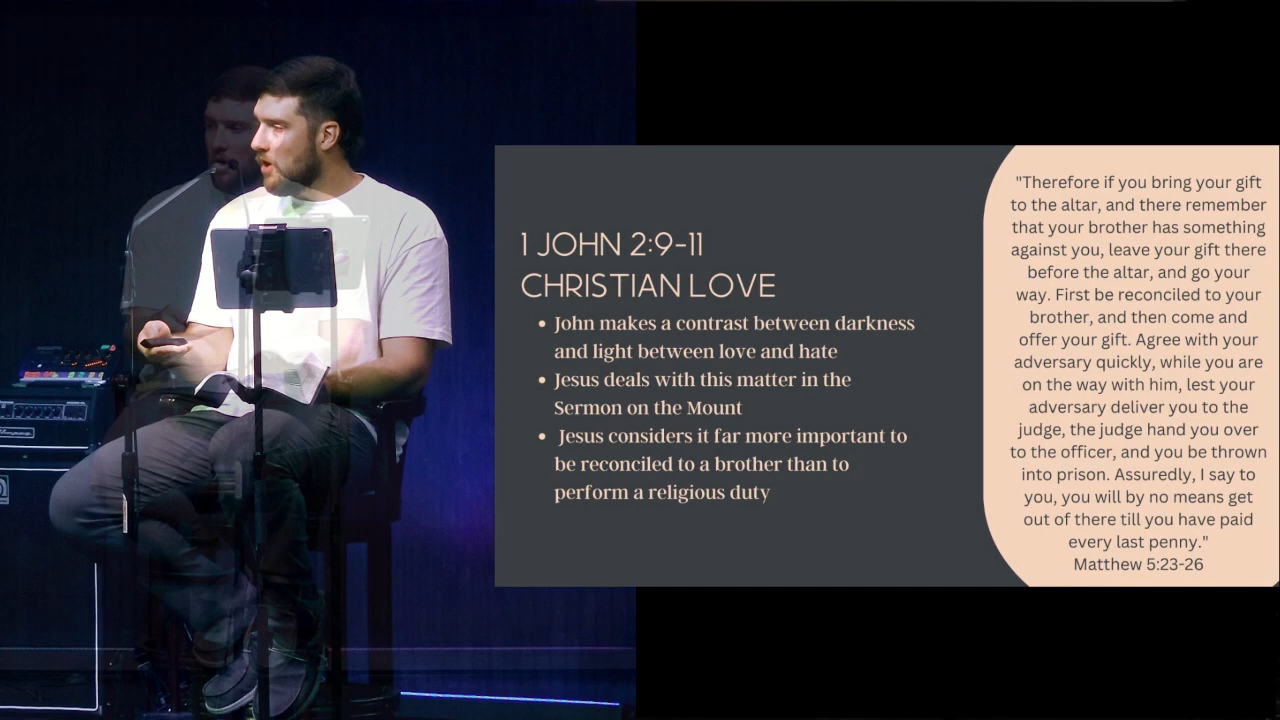 1 JOHN 2:9-11
CHRISTIAN LOVE
• John makes a contrast between darkness
and light between love and hate
• Jesus deals with this matter in the
Sermon on the Mount
• Jesus considers it far more important to
be reconciled to a brother than to
perform a religious duty
"Therefore if you bring your gift
to the altar, and there remember
that your brother has something
against you, leave your gift there
before the altar, and go your
way. First be reconciled to your
brother, and then come and
offer your gift. Agree with your
adversary quickly, while you are
on the way with him, lest your
adversary deliver you to the
judge, the judge hand you over
to the officer, and you be thrown
into prison. Assuredly, I say to
you, you will by no means get
out of there till you have paid
every last penny."
Matthew 5:23-26